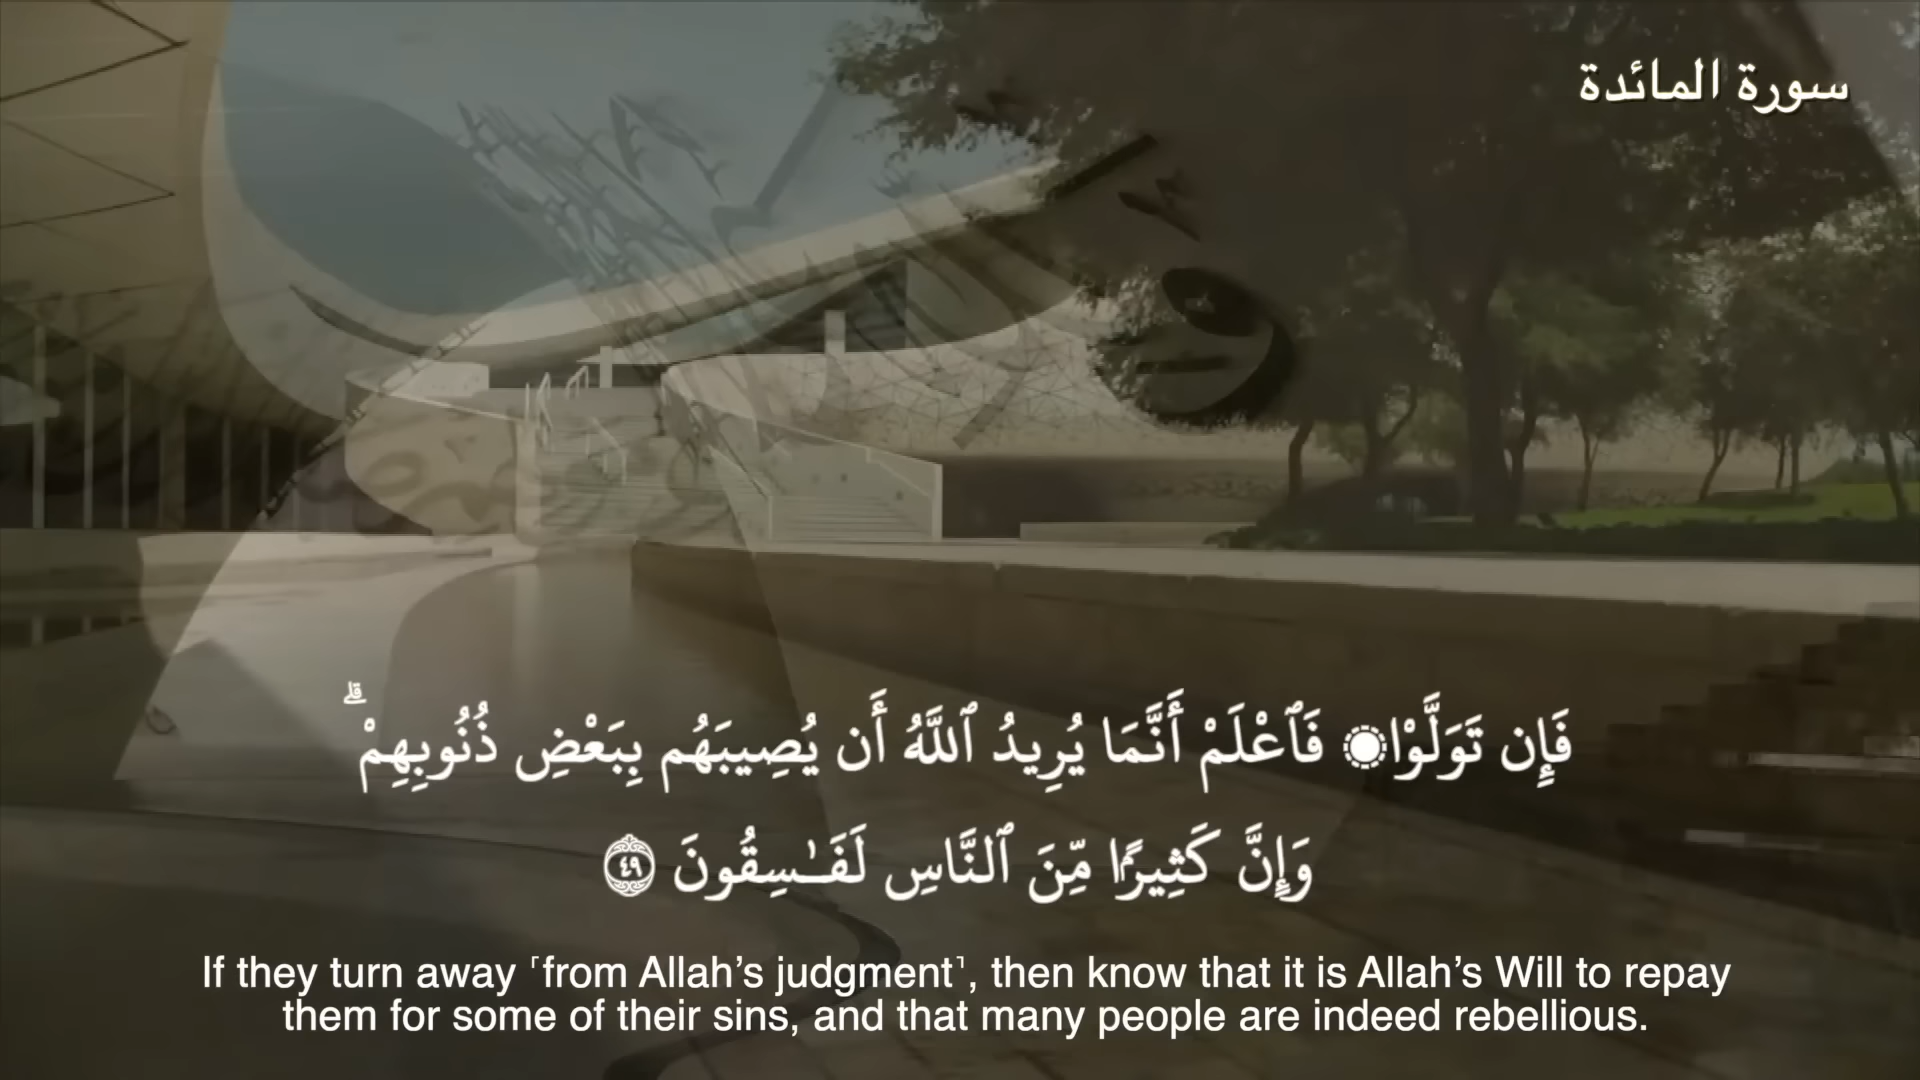 سورة المائدة
فَإِن تَوَلَّوْا۟ فَٱعْلَمْ أَنَّمَا يُرِيدُ ٱللَّهُ أَن يُصِيبَهُم بِبَعْضِ ذُنُوبِهِمْ ۗ
وَإِنَّ كَثِيرًا مِّنَ ٱلنَّاسِ لَفَـٰسِقُونَ ٤٩
If they turn away ˹from Allah’s judgment˺, then know that it is Allah’s Will to repay
them for some of their sins, and that many people are indeed rebellious.